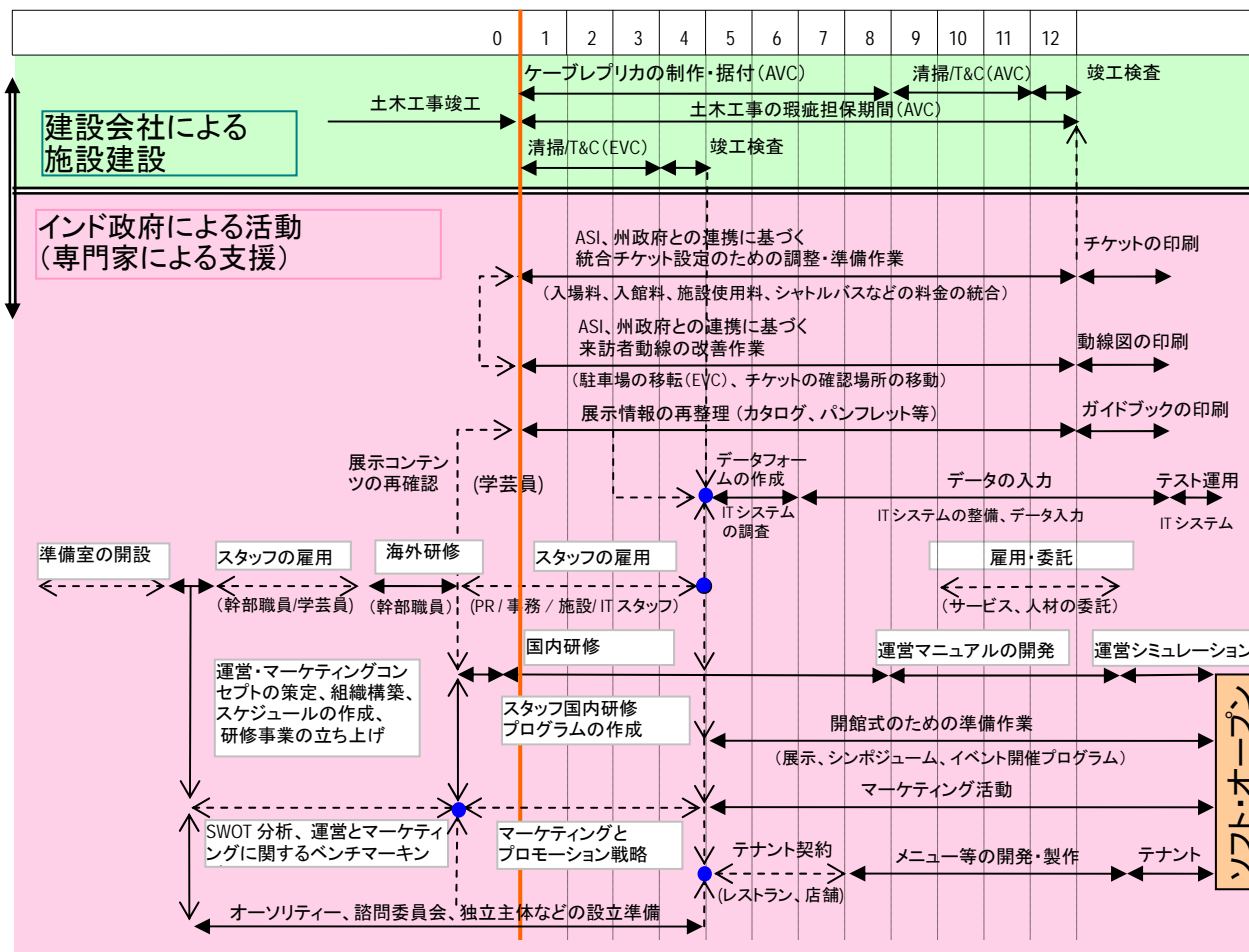 0 1 2 3 4 5 6 7 8 9 10 11 12
ケーブレプリカの制作・据付(AVC)
清掃/T&C(AVC)
竣工検査
土木工事竣工
土木工事の瑕疵担保期間(AVC)
建設会社による
施設建設
清掃/T&C(EVC)
竣工検査
インド政府による活動
(専門家による支援)
ASI、州政府との連携に基づく
統合チケット設定のための調整・準備作業
チケットの印刷
(入場料、入館料、施設使用料、シャトルバスなどの料金の統合)
ASI、州政府との連携に基づく
来訪者動線の改善作業
動線図の印刷
(駐車場の移転(EVC)、チケットの確認場所の移動)
展示情報の再整理(カタログ、パンフレット等)
ガイドブックの印刷
展示コンテン
ツの再確認
(学芸員)
データフォー
ムの作成
データの入力
テスト運用
ITシステム
の調査
ITシステムの整備、データ入力
ITシステム
準備室の開設
スタッフの雇用
海外研修
スタッフの雇用
雇用・委託
(幹部職員/学芸員)
(幹部職員)
(PR / 事務 / 施設/ ITスタッフ)
(サービス、人材の委託)
国内研修
運営マニュアルの開発
運営シミュレーション
運営・マーケティングコン
セプトの策定、組織構築、
スケジュールの作成、
研修事業の立ち上げ
スタッフ国内研修
プログラムの作成
開館式のための準備作業
(展示、シンポジューム、イベント開催プログラム)
マーケティング活動
ソフト・オープン
SWOT 分析、運営とマーケティ
ングに関するベンチマーキン
マーケティングと
プロモーション戦略
テナント契約
(レストラン、店舗)
メニュー等の開発・製作
テナント
オーソリティー、諮問委員会、独立主体などの設立準備